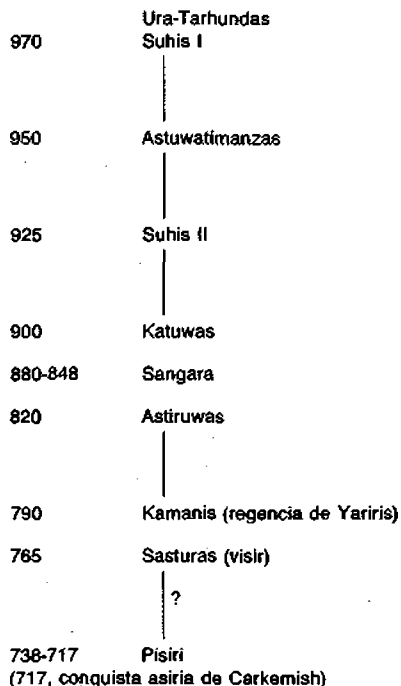 Ura-Tarhundas
970 Suhis I
950 Astuwatimanzas
925 Suhis II
900 Katuwas
880-848 Sangara
820 Astiruwas
790 Kamanis (regencia de Yariris)
765 Sasturas (visir)
?
738-717 Pisiri
(717, conquista asiria de Carkemish)